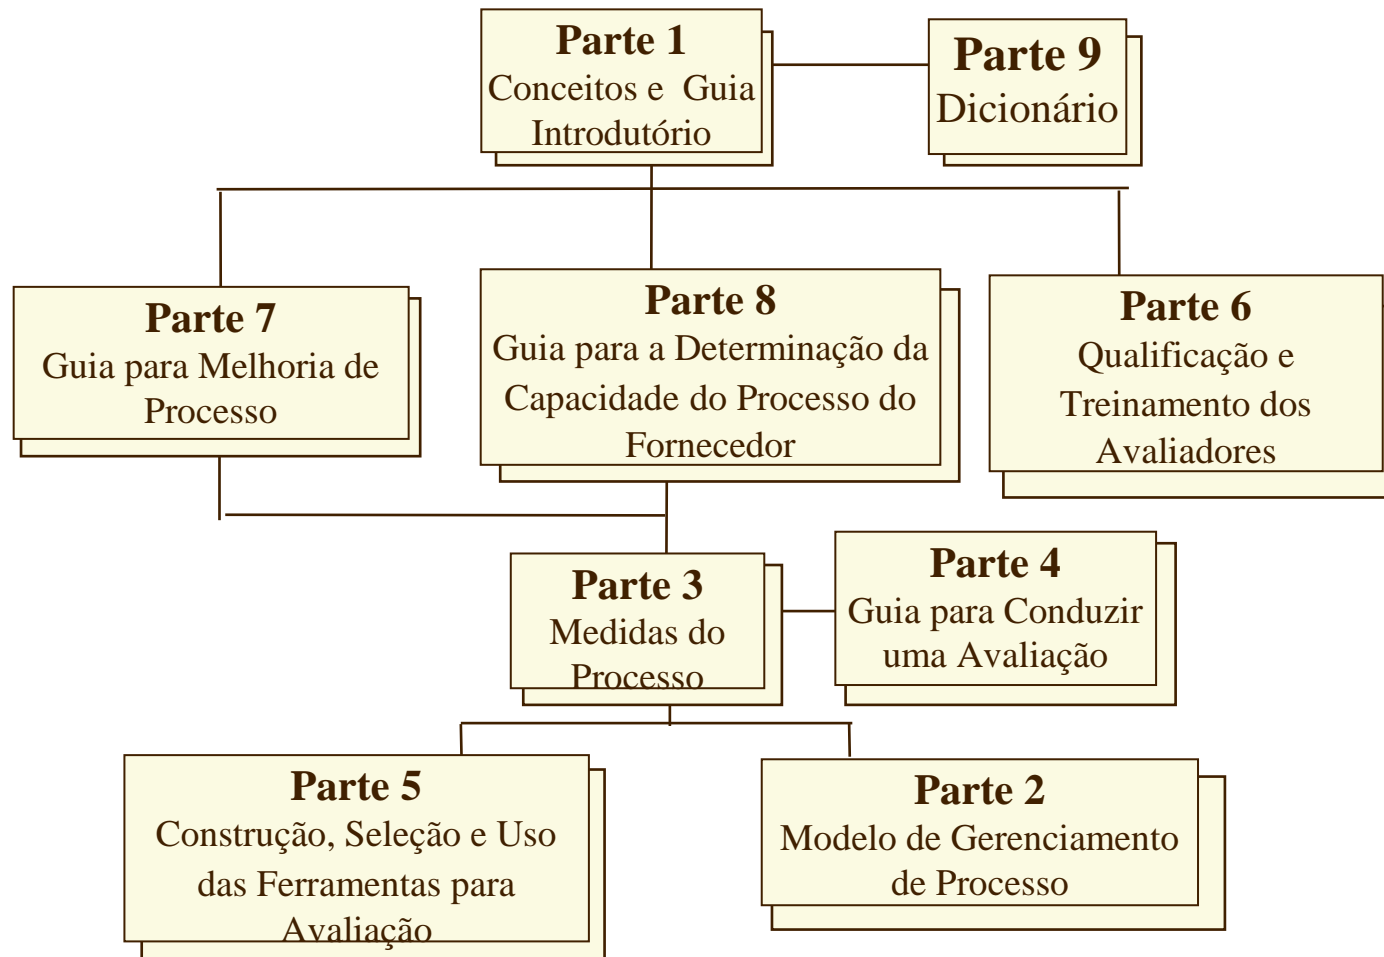 Parte 1
Conceitos e Guia
Introdutório
Parte 9
Dicionário
Parte 7
Guia para Melhoria de
Processo
Parte 8
Guia para a Determinação da
Capacidade do Processo do
Fornecedor
Parte 6
Qualificação e
Treinamento dos
Avaliadores
Parte 3
Medidas do
Processo
Parte 4
Guia para Conduzir
uma Avaliação
Parte 5
Construção, Seleção e Uso
das Ferramentas para
Avaliação
Parte 2
Modelo de Gerenciamento
de Processo